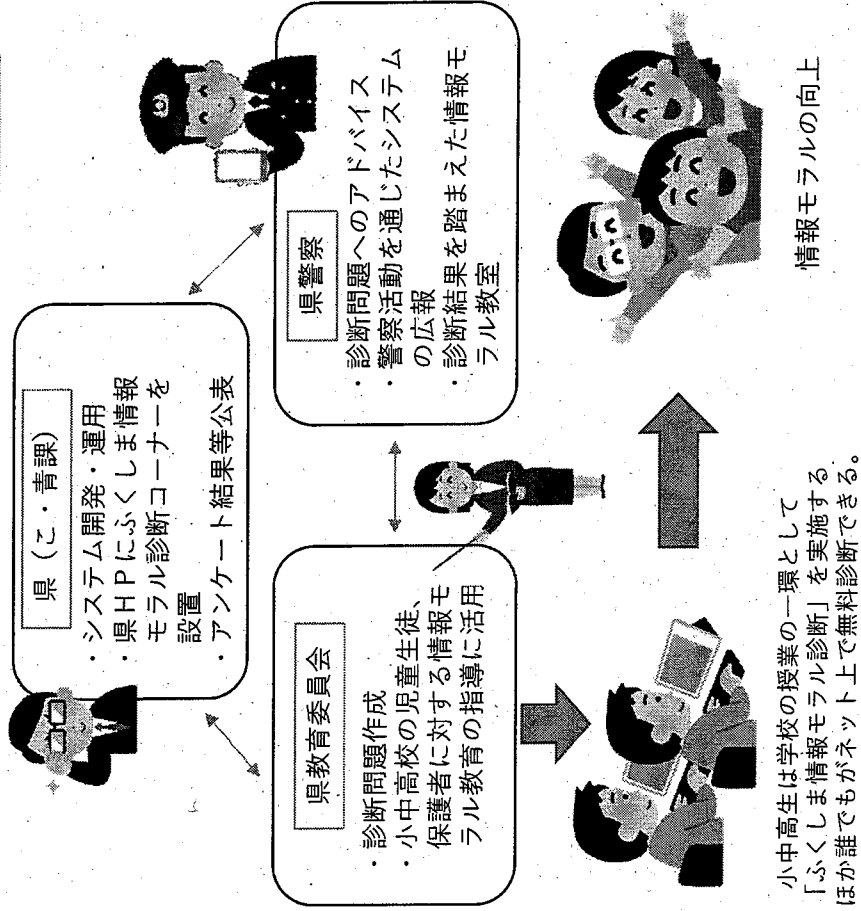 県（こ・青課）
・システム開発・運用
・県ＨＰにふくしま情報
モラル診断コーナーを
設置
・アンケート結果等公表
県教育委員会
・診断問題作成
・小中高校の児童生徒、
保護者に対する情報モ
ラル教育の指導に活用
県警察
・診断問題へのアドバイス
・警察活動を通じたシステム
の広報
・診断結果を踏まえた情報モ
ラル教室
小中高生は学校の授業の一環として
「ふくしま情報モラル診断」を実施する
ほか誰でもがネット上で無料診断できる。
情報モラルの向上